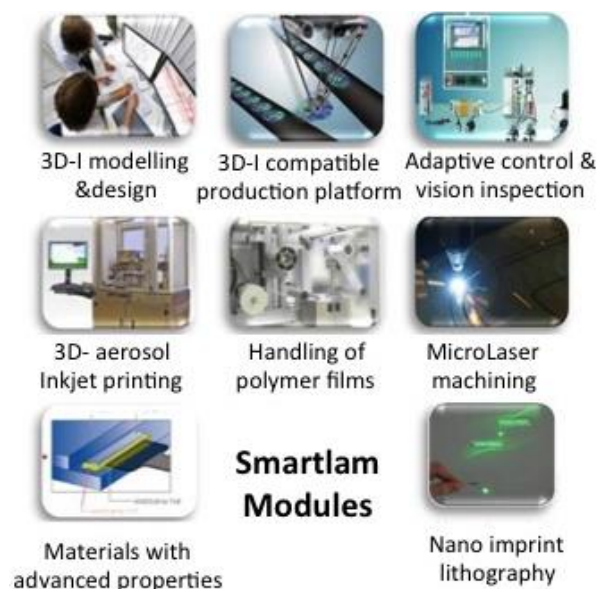 3D-I modelling
&design
3D-I compatible
production platform
Adaptive control &
vision inspection
3D- aerosol
Inkjet printing
Handling of
polymer films
MicroLaser
machining
Materials with
advanced properties
Smartlam
Modules
Nano imprint
lithography